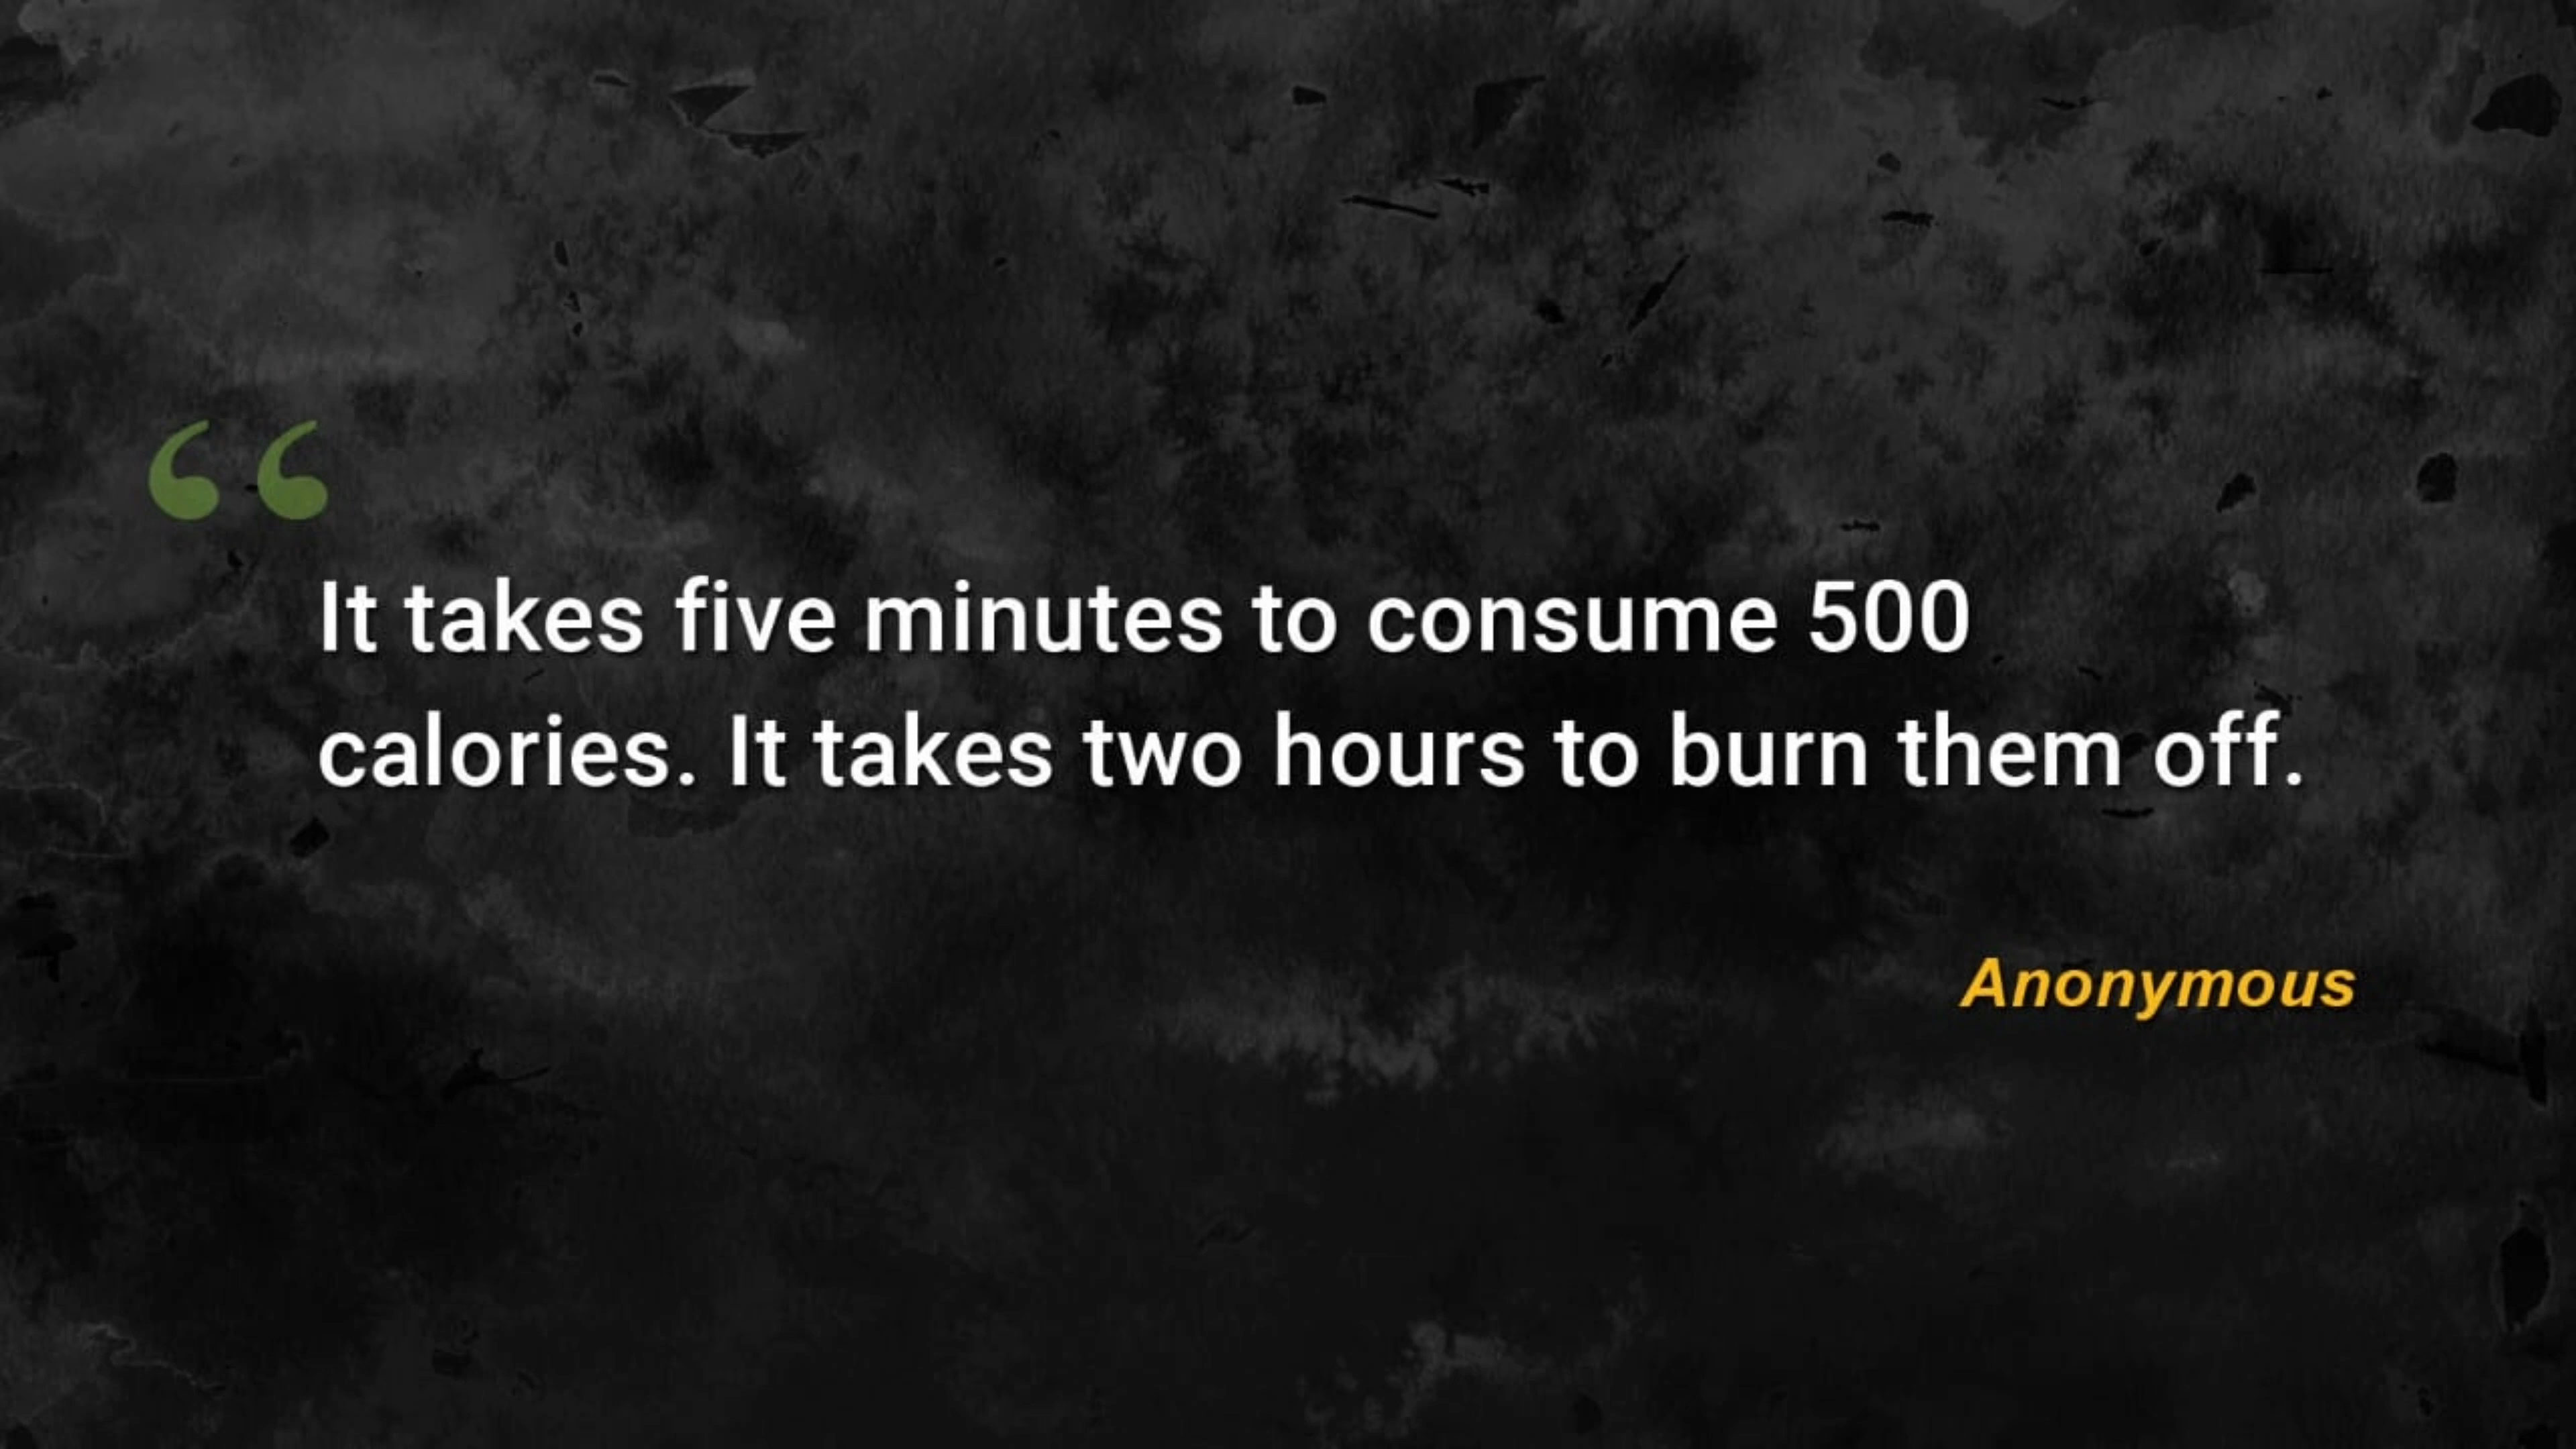 “
It takes five minutes to consume 500
calories. It takes two hours to burn them off.
Anonymous